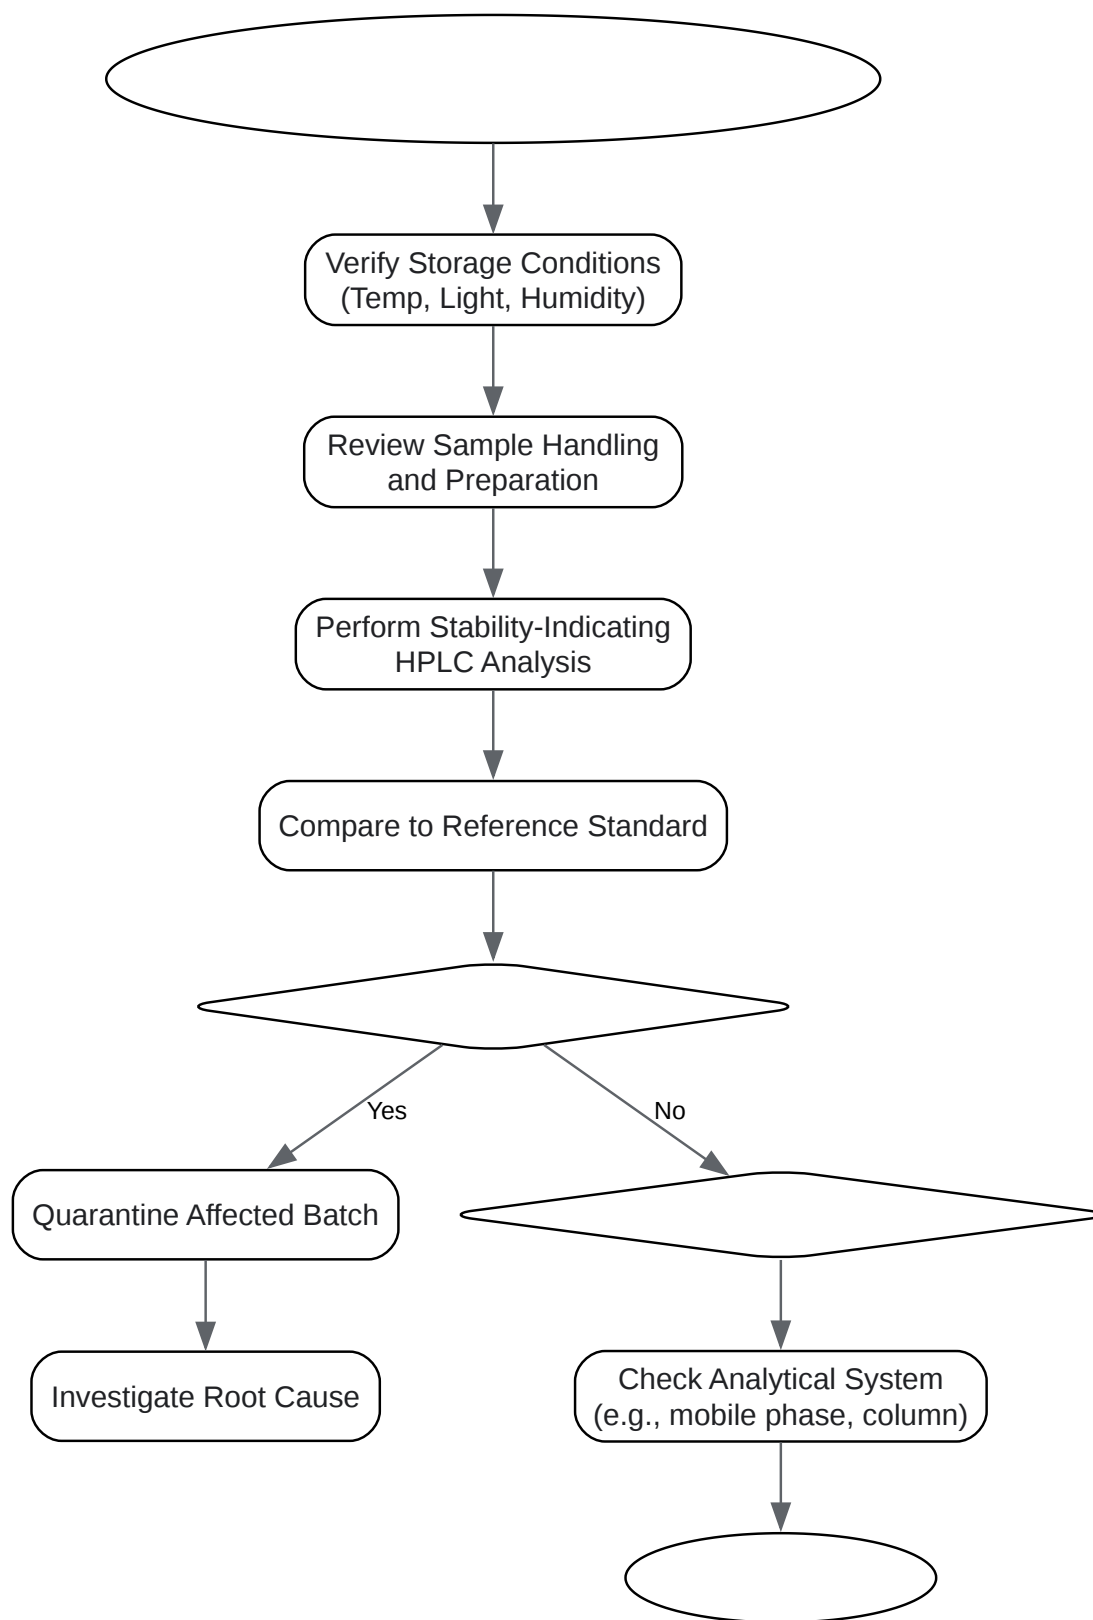 Verify Storage Conditions
(Temp, Light, Humidity)
Review Sample Handling
and Preparation
Perform Stability-Indicating
HPLC Analysis
Compare to Reference Standard
Yes
No
Quarantine Affected Batch
Investigate Root Cause
Check Analytical System
(e.g., mobile phase, column)